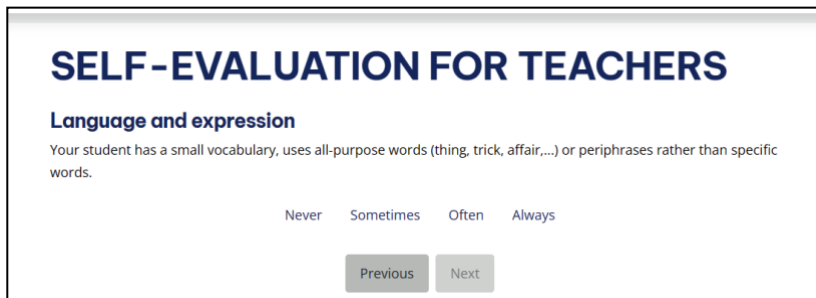 SELF-EVALUATION FOR TEACHERS
Language and expression
Your student has a small vocabulary, uses all-purpose words (thing, trick, affair,...) or periphrases rather than specific
words.
Never Sometimes Often Always
Previous Next